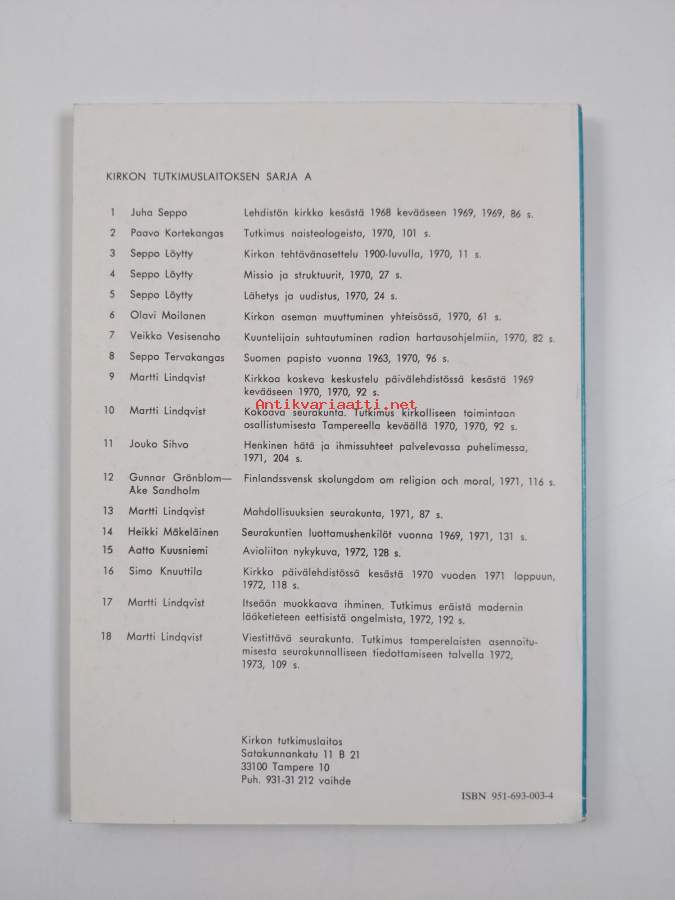 KIRKON TUTKIMUSLAITOKSEN SARJA A
1 Juha Seppo Lehdistön kirkko kesästä 1968 kevääseen 1969, 1969, 86 s.
2 Paavo Kortekangas Tutkimus naisteologeista, 1970, 101 s.
3 Seppo Löytty Kirkon tehtävänasettelu 1900-luvulla, 1970, 11 s.
4 Seppo Löytty Missio ja struktuurit, 1970, 27 s.
5 Seppo Löytty Lähetys ja uudistus, 1970, 24 s.
6 Olavi Moilanen Kirkon aseman muuttuminen yhteisössä, 1970, 61 s.
7 Veikko Vesisenaho Kuuntelijain suhtautuminen radion hartausohjelmiin, 1970, 82 s.
8 Seppo Tervakangas Suomen papisto vuonna 1963, 1970, 96 s.
9 Martti Lindqvist Kirkkoa koskeva keskustelu päivälehdistössä kesästä 1969
kevääseen 1970, 1970, 92 s.
Antikvariaatti.net
10 Martti Lindqvist Kokoava seurakunta. Tutkimus kirkolliseen toimintaan
osallistumisesta Tampereella keväällä 1970, 1970, 92 s.
11 Jouko Sihvo Henkinen hätä ja ihmissuhteet palvelevassa puhelimessa,
1971, 204 s.
12 Gunnar Grönblom— Finlandssvensk skolungdom om religion och moral, 1971, 116 s.
Åke Sandholm
13 Martti Lindqvist Mahdollisuuksien seurakunta, 1971, 87 s.
14 Heikki Mäkeläinen Seurakuntien luottamushenkilöt vuonna 1969, 1971, 131 s.
15 Aatto Kuusniemi Avioliiton nykykuva, 1972, 128 s.
16 Simo Knuuttila Kirkko päivälehdistössä kesästä 1970 vuoden 1971 loppuun,
1972, 118 s.
17 Martti Lindqvist Itseään muokkaava ihminen. Tutkimus eräistä modernin
lääketieteen eettisistä ongelmista, 1972, 192 s.
18 Martti Lindqvist Viestittävä seurakunta. Tutkimus tamperelaisten asennoitu-
misesta seurakunnalliseen tiedottamiseen talvella 1972,
1973, 109 s.
Kirkon tutkimuslaitos
Satakunnankatu 11 B 21
33100 Tampere 10
Puh. 931-31 212 vaihde
ISBN 951-693-003-4